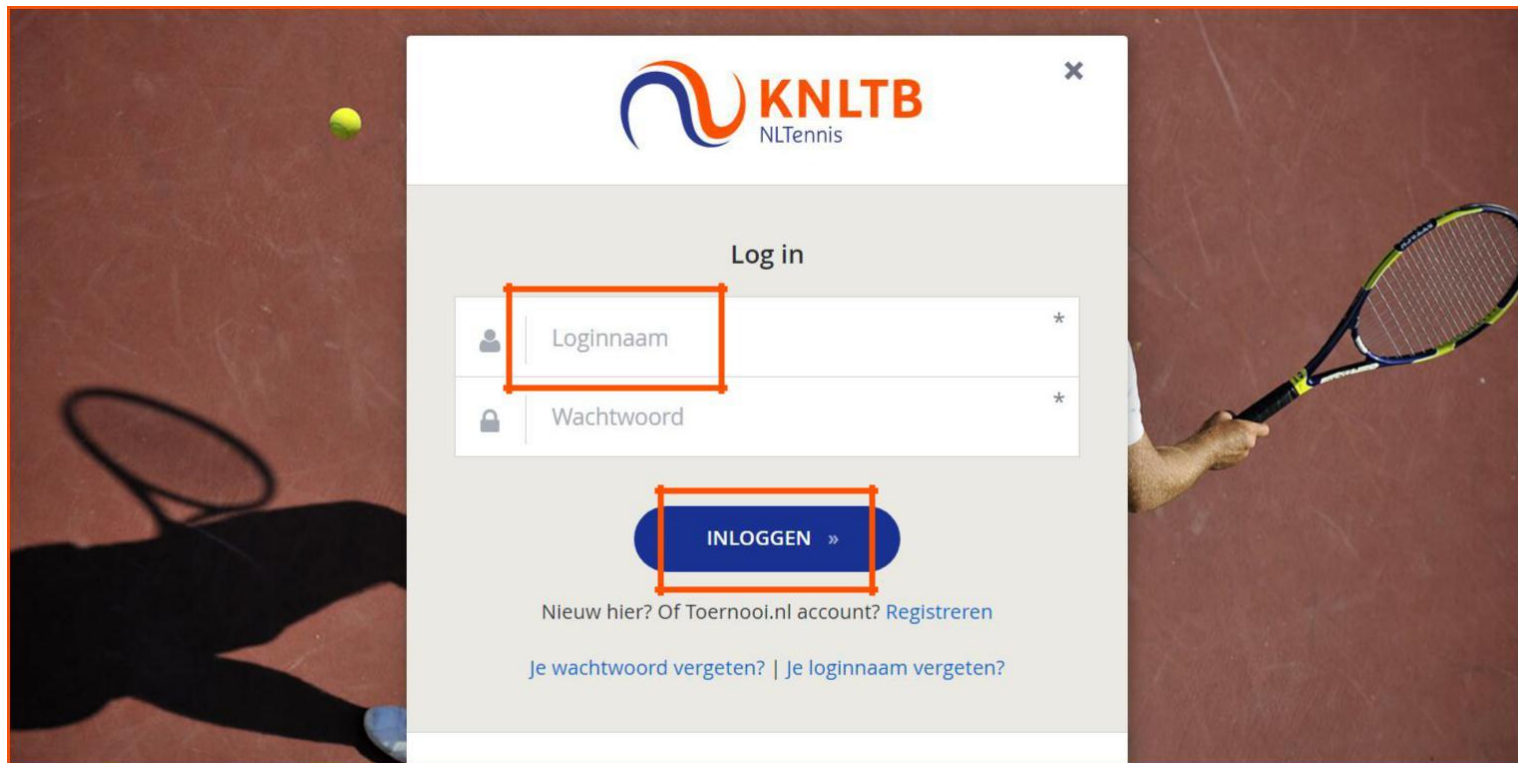 KNLTB
NLTennis
Log in
Loginnaam
*
Wachtwoord
*
INLOGGEN »
Nieuw hier? Of Toernooi.nl account? Registreren
Je wachtwoord vergeten? | Je loginnaam vergeten?